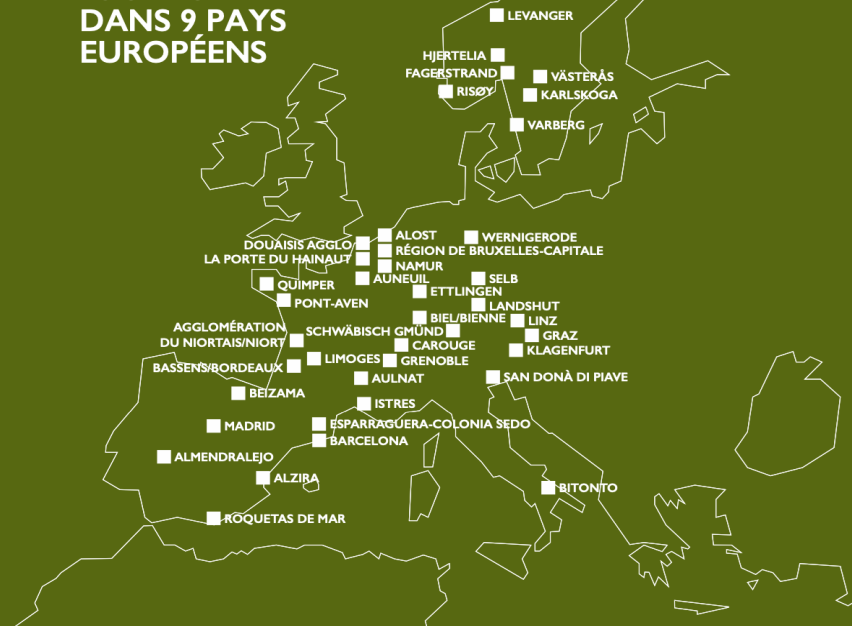 DANS 9 PAYS
EUROPÉENS
LEVANGER
HJERTELIA
FAGERSTRAND
VÄSTERÅS
RISØY
KARLSKOGA
VARBERG
ALOST
WERNIGERODE
DOUAISIS AGGLO
RÉGION DE BRUXELLES-CAPITALE
LA PORTE DU HAINAUT
NAMUR
AUNEUIL
SELB
QUIMPER
ETTLINGEN
PONT-AVEN
LANDSHUT
BIEL/BIENNE
LINZ
AGGLOMÉRATION
DU NIORTAIS/NIORT
SCHWÄBISCH GMÜND
GRAZ
CAROUGE
KLAGENFURT
LIMOGES
GRENOBLE
BASSENS/BORDEAUX
AULNAT
SAN DONÀ DI PIAVE
BEIZAMA
ISTRES
MADRID
ESPARRAGUERA-COLONIA SEDO
BARCELONA
ALMENDRALEJO
ALZIRA
BITONTO
ROQUETAS DE MAR